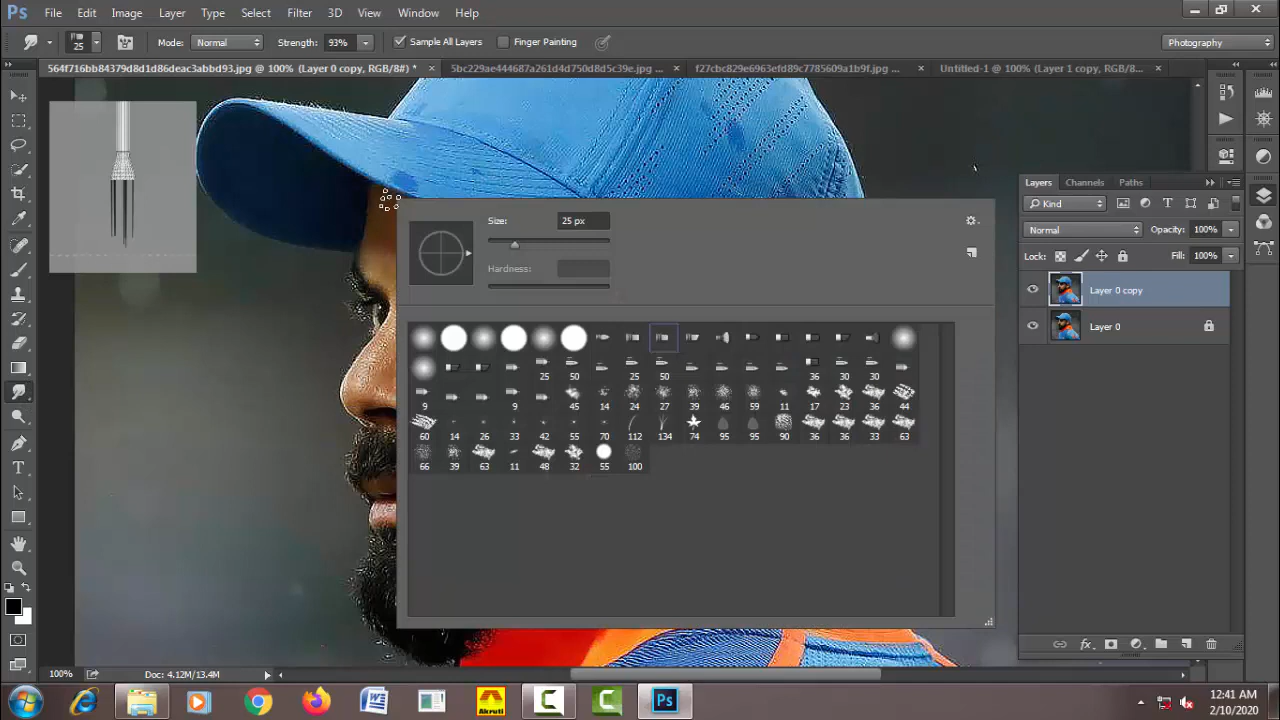 Ps File Edit Image Layer Type Select Filter 3D View Window Help
25 Mode: Normal Strength: 93% Sample All Layers Finger Painting Photography
564f716bb84379d8d1d86deac3abbd93.jpg @ 100% (Layer 0 copy, RGB/8#) * 5bc229ae444687a261d4d750d8d5c39e.jpg ... f27cbc829e6963efd89c7785609a1b9f.jpg ... Untitled-1 @ 100% (Layer 1 copy, RGB/8...
Layers Channels Paths
Kind
Normal Opacity: 100%
Lock: Fill: 100%
Layer 0 copy
Layer 0
Size: 25 px
Hardness:
25 50 25 50 36 30 30
9 9 45 14 24 27 39 46 59 11 17 23 36 44
60 14 26 33 42 55 70 112 134 74 95 95 90 36 36 33 63
66 39 63 11 48 32 55 100
T
fx
100% Doc: 4.12M/13.4M
W Akruti C C Ps
12:41 AM
2/10/2020